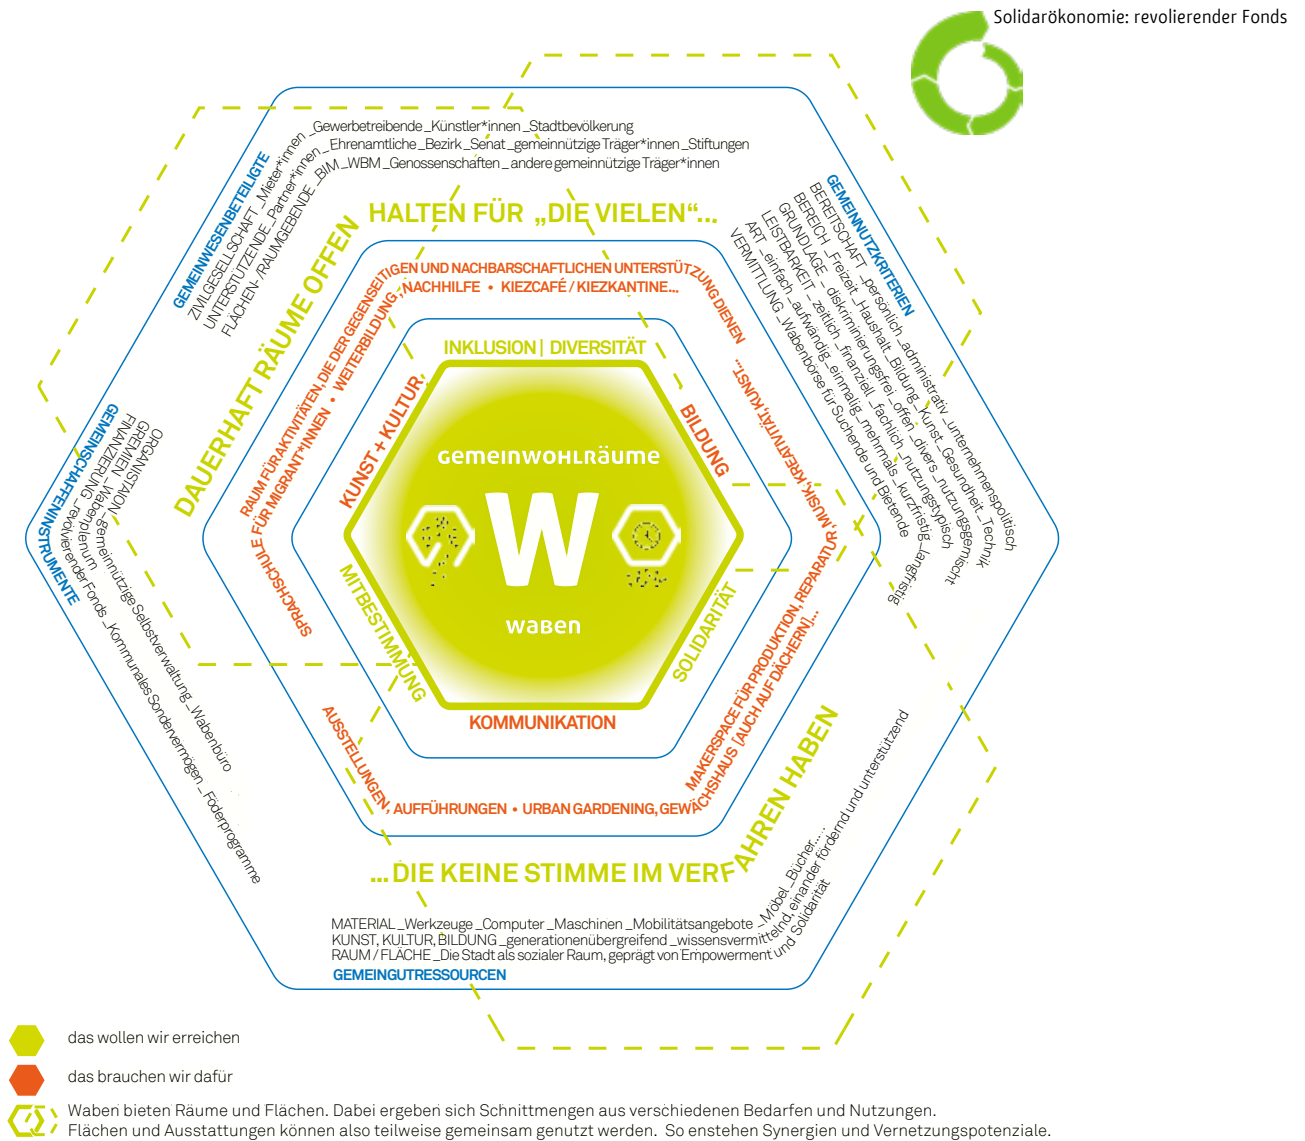 Solidarökonomie: revolierender Fonds
GEMEINWESENBETEILIGTE
ZIVILGESELLSCHAFT _Mieter*innen _Gewerbetreibende _Künstler*innen _Stadtbevölkerung
UNTERSTÜTZENDE _Partner*innen _Ehrenamtliche _Bezirk _Senat _gemeinnützige Träger*innen _Stiftungen
FLÄCHEN-/RAUMGEBENDE _BIM _WBM _Genossenschaften _andere gemeinnützige Träger*innen
DAUERHAFT RÄUME OFFEN HALTEN FÜR „DIE VIELEN“...
GEMEINNUTZKRITERIEN
BEREITSCHAFT _persönlich _administrativ _unternehmenspolitisch
BEREICH _Freizeit _Haushalt _Bildung _Kunst _Gesundheit _Technik
GRUNDLAGE _ diskriminierungsfrei _offen _divers _nutzungsgemischt
LEISTBARKEIT _ zeitlich _finanziell _fachlich _ nutzungstypisch
ART _einfach _aufwändig _einmalig _mehrmals _kurzfristig _langfristig
VERMITTLUNG _Wabenbörse für Suchende und Bietende
RAUM FÜR AKTIVITÄTEN, DIE DER GEGENSEITIGEN UND NACHBARSCHAFTLICHEN UNTERSTÜTZUNG DIENEN
SPRACHSCHULE FÜR MIGRANT*INNEN • WEITERBILDUNG, NACHHILFE • KIEZCAFÉ / KIEZKANTINE...
MAKERSPACE FÜR PRODUKTION, REPARATUR, MUSIK, KREATIVITÄT, KUNST...
AUSSTELLUNGEN, AUFFÜHRUNGEN • URBAN GARDENING, GEWÄCHSHAUS [AUCH AUF DÄCHERN]...
INKLUSION | DIVERSITÄT
KUNST + KULTUR
BILDUNG
GEMEINWOHLRÄUME
W
WABEN
MITBESTIMMUNG
SOLIDARITÄT
KOMMUNIKATION
GEMEINSCHAFFENINSTRUMENTE
ORGANISTAION _gemeinnützige Selbstverwaltung _Wabenbüro
GREMIEN _Wabenplenum
FINANZIERUNG _revolvierender Fonds _Kommunales Sondervermögen _Föderprogramme
...DIE KEINE STIMME IM VERFAHREN HABEN
MATERIAL _Werkzeuge _Computer _Maschinen _Mobilitätsangebote _Möbel _Bücher.....
KUNST, KULTUR, BILDUNG _generationenübergreifend _wissensvermittelnd, einander fördernd und unterstützend
RAUM / FLÄCHE _Die Stadt als sozialer Raum, geprägt von Empowerment und Solidarität
GEMEINGUTRESSOURCEN
das wollen wir erreichen
das brauchen wir dafür
Waben bieten Räume und Flächen. Dabei ergeben sich Schnittmengen aus verschiedenen Bedarfen und Nutzungen.
Flächen und Ausstattungen können also teilweise gemeinsam genutzt werden. So enstehen Synergien und Vernetzungspotenziale.